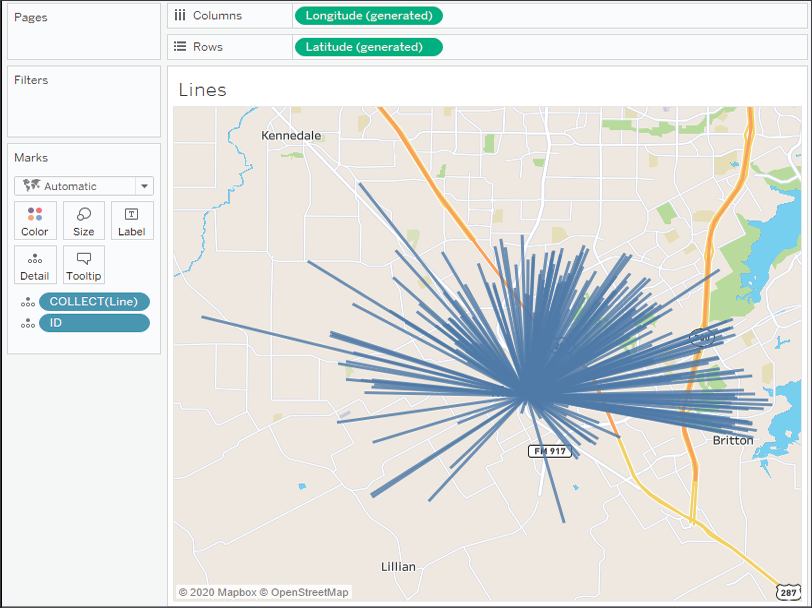 Pages
Columns
Longitude (generated)
Rows
Latitude (generated)
Filters
Lines
Marks
Automatic
Color
Size
Label
Detail
Tooltip
COLLECT(Line)
ID
Kennedale
Britton
FM 917
Lillian
287
© 2020 Mapbox © OpenStreetMap